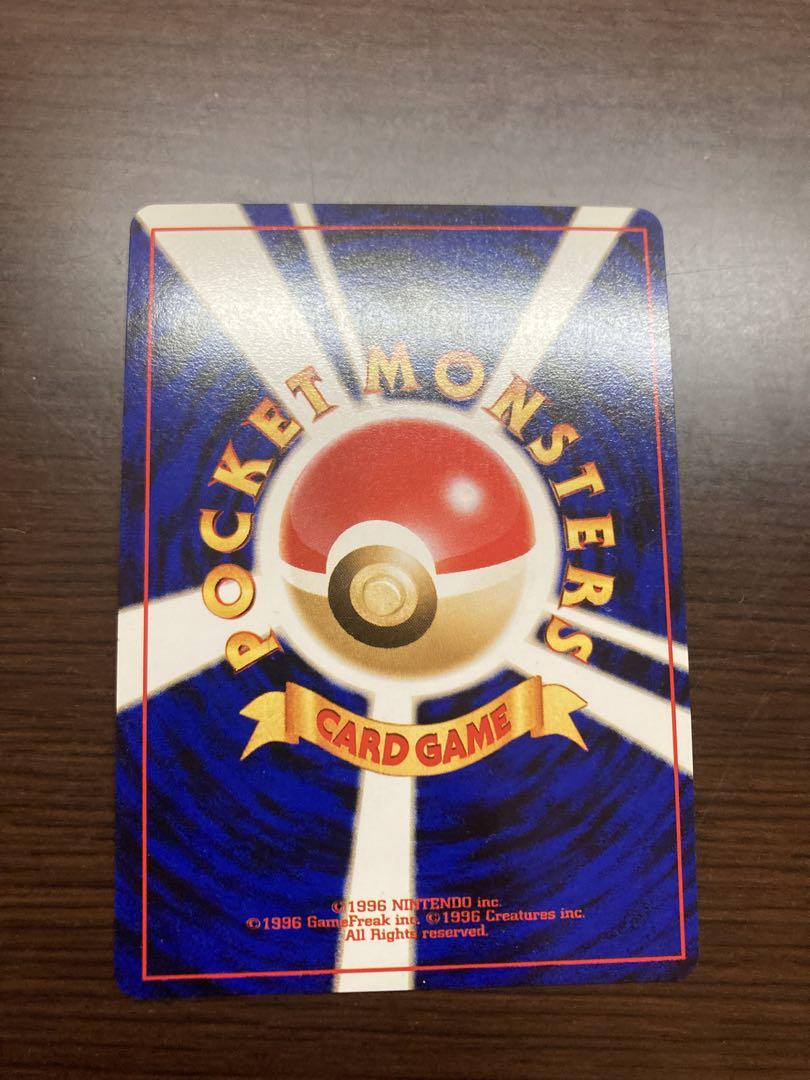 POCKET MONSTERS
CARD GAME
©1996 NINTENDO inc.
©1996 GameFreak inc. ©1996 Creatures inc.
All Rights reserved.